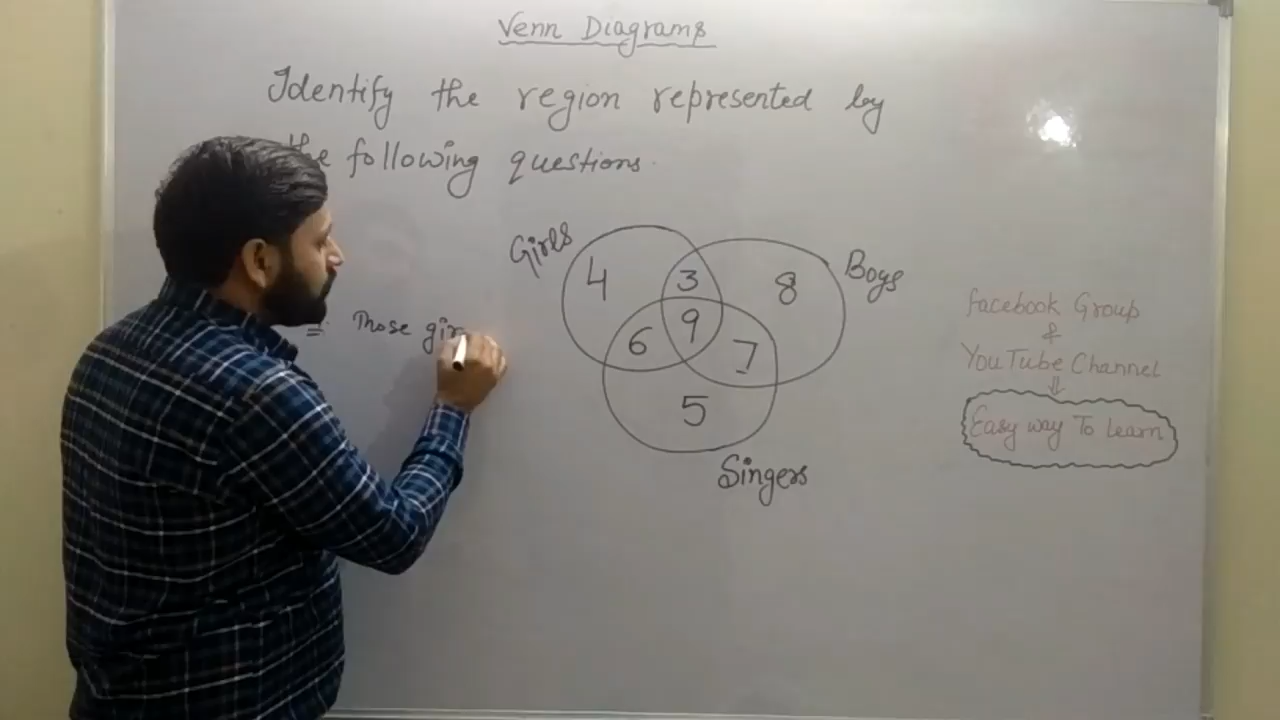 Venn Diagrams
Identify the region represented by
the following questions.
Girls
Boys
4
3
8
9
6
7
5
Singers
⇒ Those gir
Facebook Group
&
YouTube Channel
⇓
Easy way To Learn